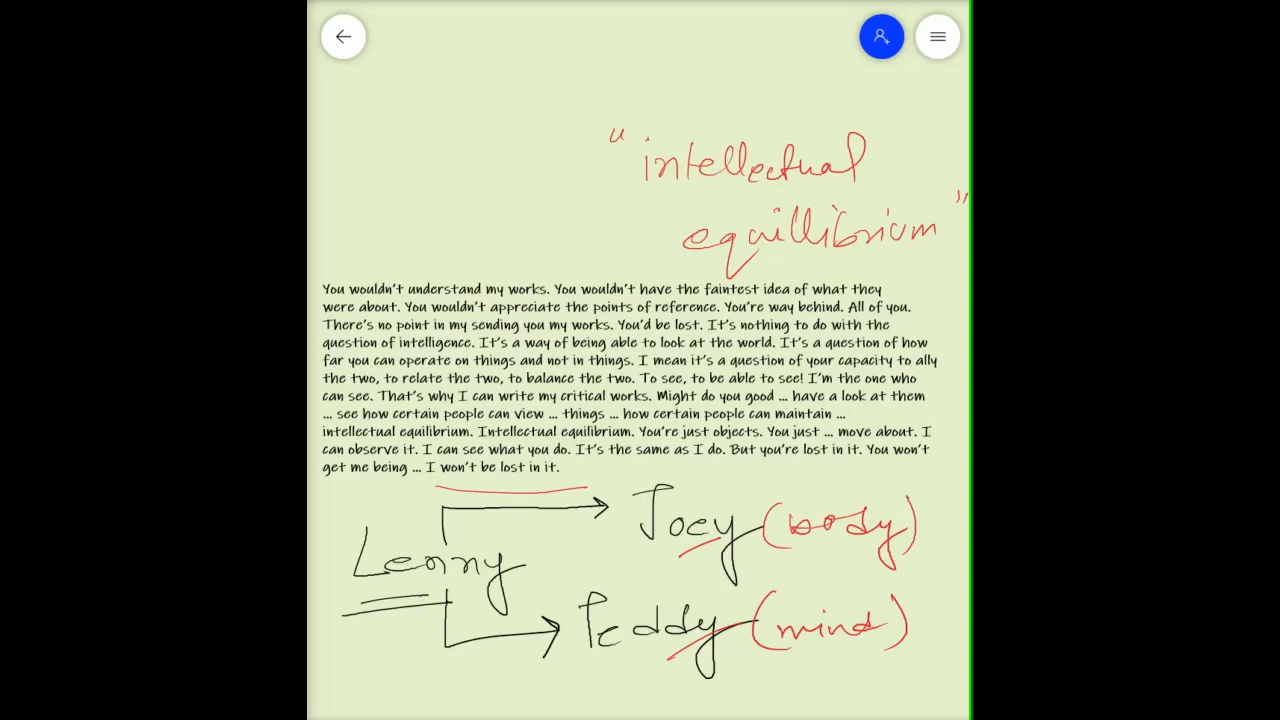 "intellectual
equillibrium"
You wouldn't understand my works. You wouldn't have the faintest idea of what they
were about. You wouldn't appreciate the points of reference. You're way behind. All of you.
There's no point in my sending you my works. You'd be lost. It's nothing to do with the
question of intelligence. It's a way of being able to look at the world. It's a question of how
far you can operate on things and not in things. I mean it's a question of your capacity to ally
the two, to relate the two, to balance the two. To see, to be able to see! I'm the one who
can see. That's why I can write my critical works. Might do you good ... have a look at them
... see how certain people can view ... things ... how certain people can maintain ...
intellectual equilibrium. Intellectual equilibrium. You're just objects. You just ... move about. I
can observe it. I can see what you do. It's the same as I do. But you're lost in it. You won't
get me being ... I won't be lost in it.
Joey (body)
Lenny
Teddy (mind)